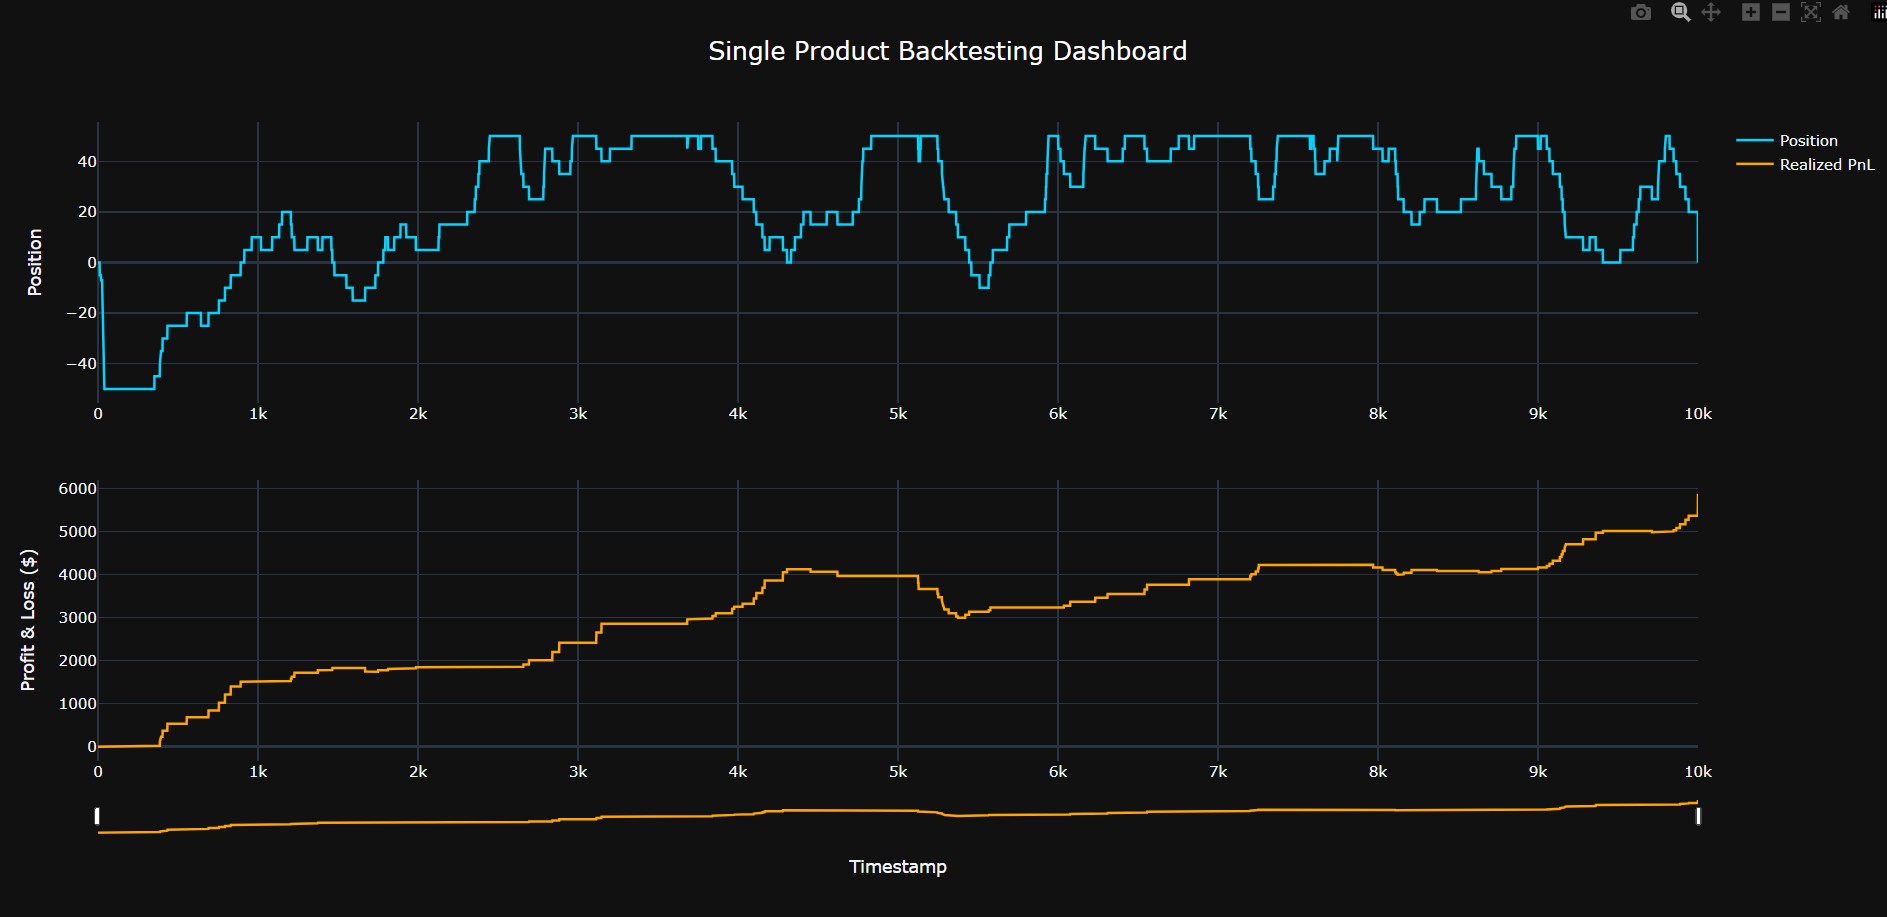 Single Product Backtesting Dashboard
Position
Realized PnL
Position
40
20
0
−20
−40
0 1k 2k 3k 4k 5k 6k 7k 8k 9k 10k
Profit & Loss ($)
6000
5000
4000
3000
2000
1000
0
0 1k 2k 3k 4k 5k 6k 7k 8k 9k 10k
Timestamp